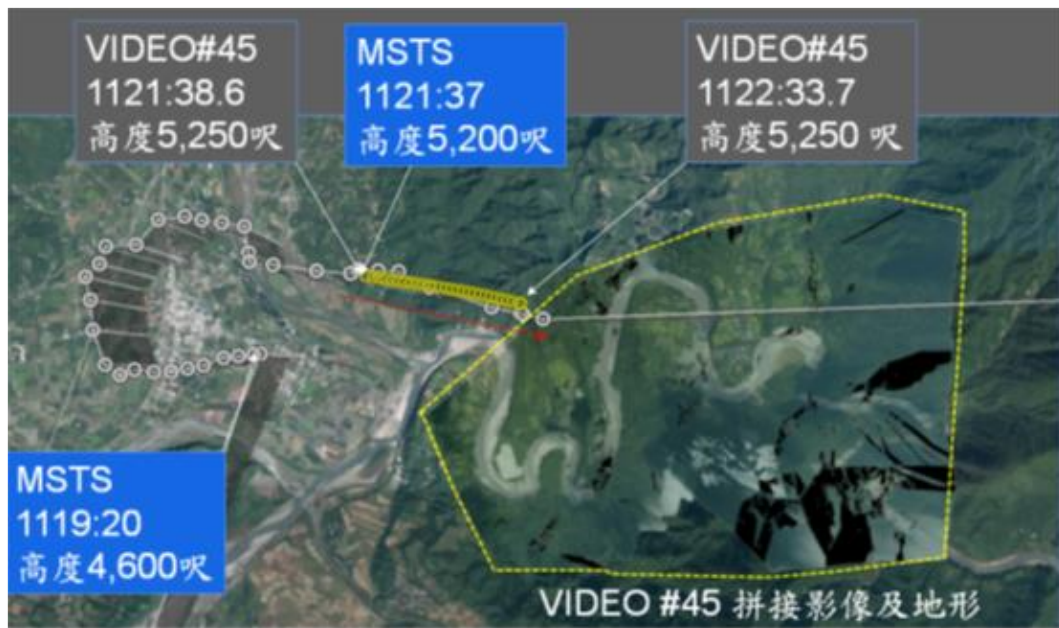 VIDEO#45
1121:38.6
高度5,250呎
MSTS
1121:37
高度5,200呎
VIDEO#45
1122:33.7
高度5,250 呎
MSTS
1119:20
高度4,600呎
VIDEO #45 拼接影像及地形